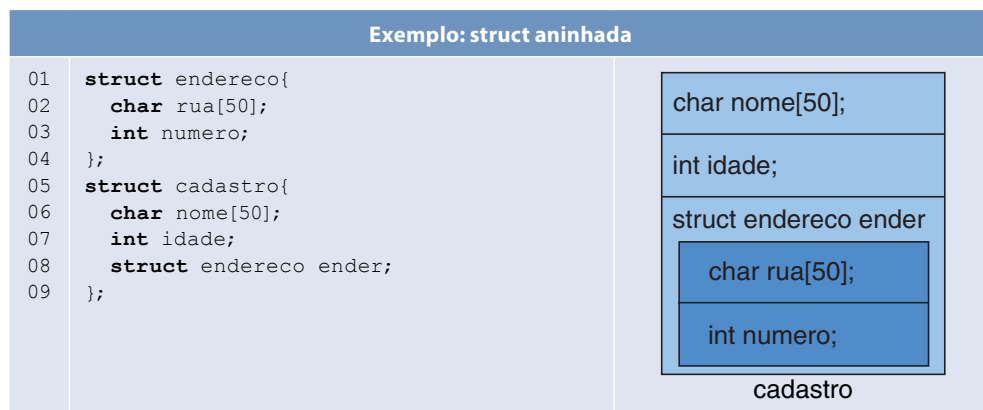 Exemplo: struct aninhada
01 struct endereco{
02 char rua[50];
03 int numero;
04 };
05 struct cadastro{
06 char nome[50];
07 int idade;
08 struct endereco ender;
09 };
char nome[50];
int idade;
struct endereco ender
char rua[50];
int numero;
cadastro